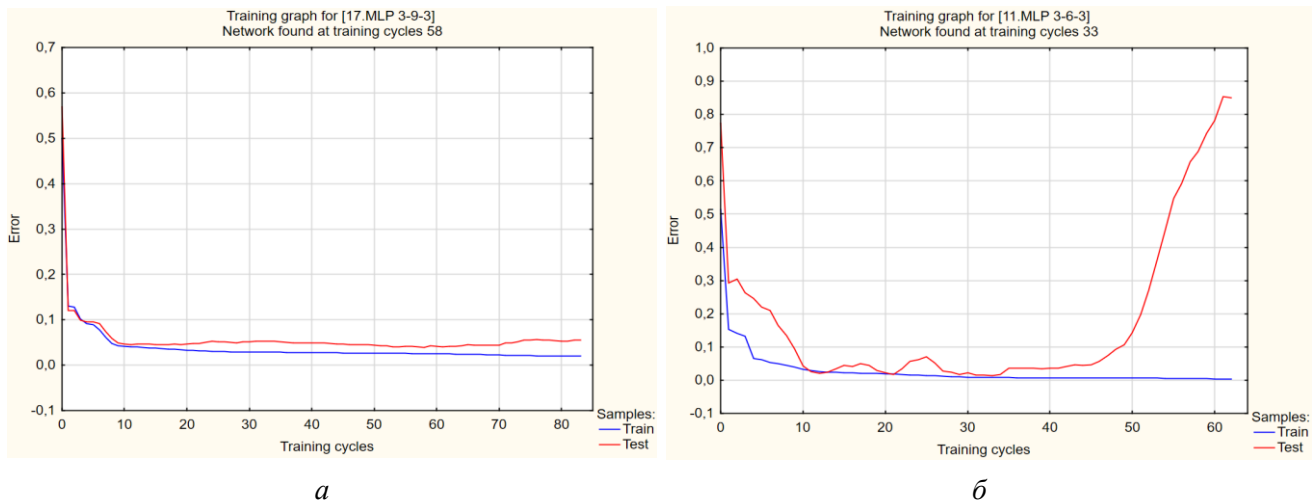 Training graph for [17.MLP 3-9-3]
Network found at training cycles 58
0,7
0,6
0,5
0,4
0,3
0,2
0,1
0,0
-0,1
Error
0 10 20 30 40 50 60 70 80
Training cycles
Samples:
Train
Test
а
Training graph for [11.MLP 3-6-3]
Network found at training cycles 33
1,0
0,9
0,8
0,7
0,6
0,5
0,4
0,3
0,2
0,1
0,0
-0,1
Error
0 10 20 30 40 50 60
Training cycles
Samples:
Train
Test
б